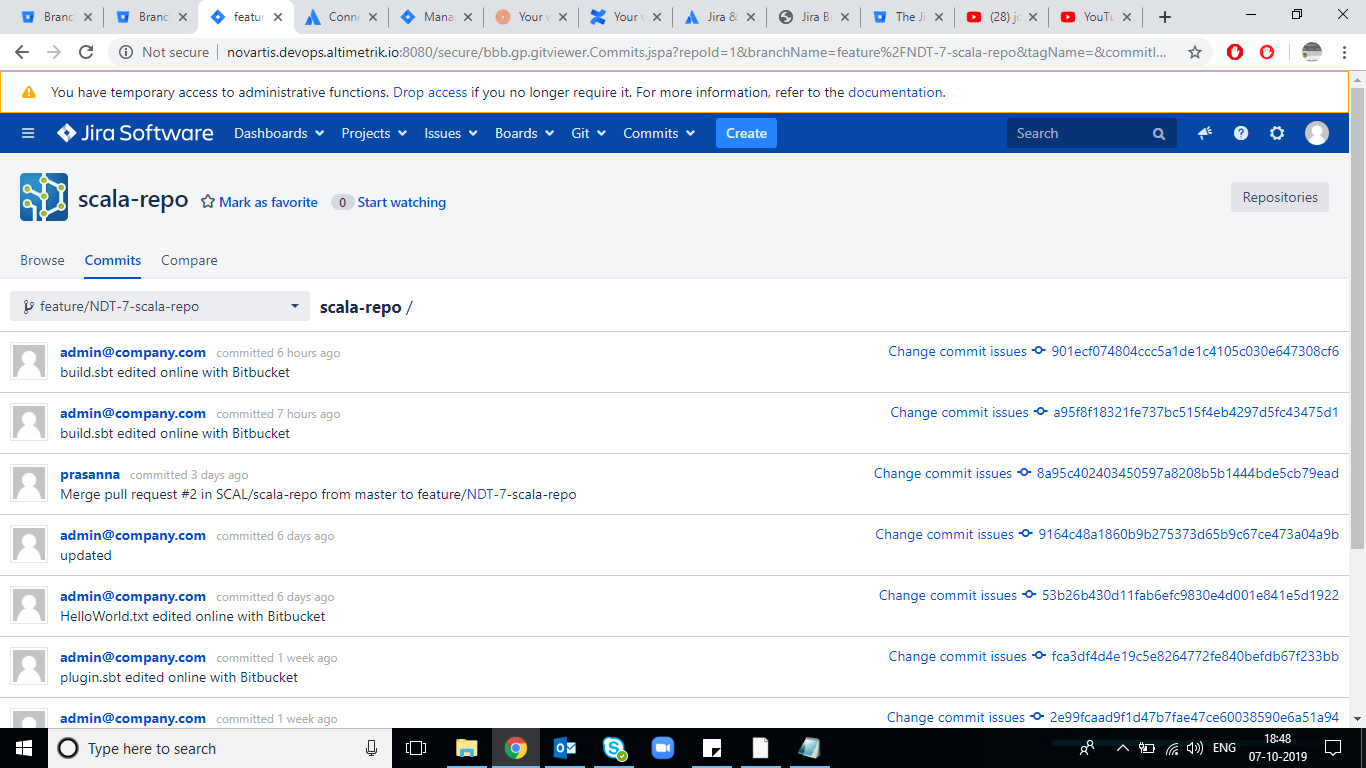 Branch
Branch
featur
Conne
Mana
Your w
Your w
Jira &
Jira Bi
The Ji
(28) jo
YouTu
Not secure | novartis.devops.altimetrik.io:8080/secure/bbb.gp.gitviewer.Commits.jspa?repoId=1&branchName=feature%2FNDT-7-scala-repo&tagName=&commitI...
You have temporary access to administrative functions. Drop access if you no longer require it. For more information, refer to the documentation.
Jira Software Dashboards Projects Issues Boards Git Commits Create Search
scala-repo Mark as favorite 0 Start watching Repositories
Browse Commits Compare
feature/NDT-7-scala-repo scala-repo /
admin@company.com committed 6 hours ago Change commit issues 901ecf074804ccc5a1de1c4105c030e647308cf6
build.sbt edited online with Bitbucket
admin@company.com committed 7 hours ago Change commit issues a95f8f18321fe737bc515f4eb4297d5fc43475d1
build.sbt edited online with Bitbucket
prasanna committed 3 days ago Change commit issues 8a95c402403450597a8208b5b1444bde5cb79ead
Merge pull request #2 in SCAL/scala-repo from master to feature/NDT-7-scala-repo
admin@company.com committed 6 days ago Change commit issues 9164c48a1860b9b275373d65b9c67ce473a04a9b
updated
admin@company.com committed 6 days ago Change commit issues 53b26b430d11fab6efc9830e4d001e841e5d1922
HelloWorld.txt edited online with Bitbucket
admin@company.com committed 1 week ago Change commit issues fca3df4d4e19c5e8264772fe840befdb67f233bb
plugin.sbt edited online with Bitbucket
admin@company.com committed 1 week ago Change commit issues 2e99fcaad9f1d47b7fae47ce60038590e6a51a94
Type here to search
ENG
18:48
07-10-2019